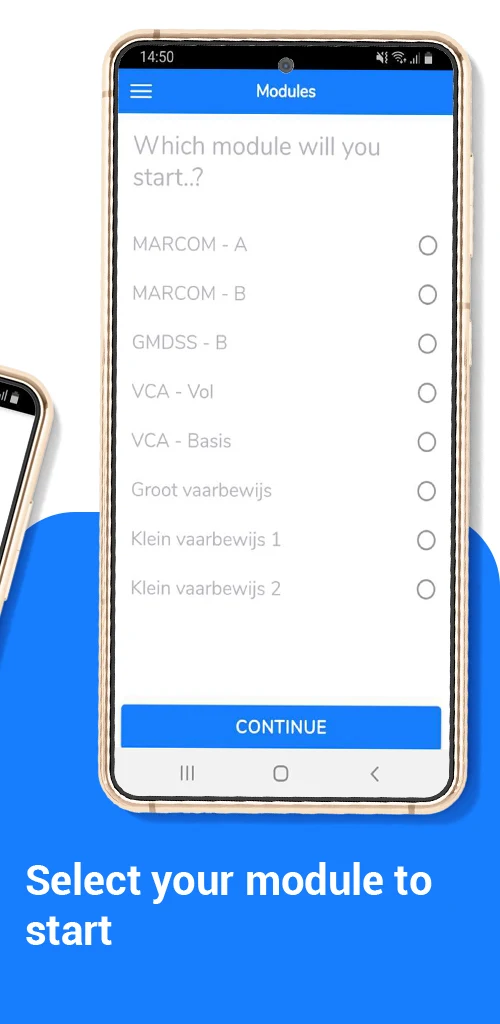 14:50
Modules
Which module will you
start..?
MARCOM - A
MARCOM - B
GMDSS - B
VCA - Vol
VCA - Basis
Groot vaarbewijs
Klein vaarbewijs 1
Klein vaarbewijs 2
CONTINUE
Select your module to
start